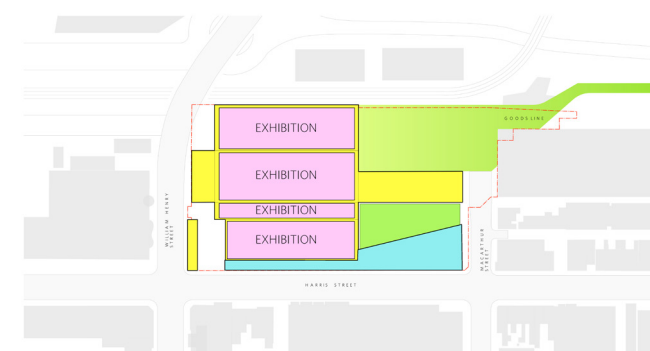 EXHIBITION
GOODS LINE
EXHIBITION
EXHIBITION
EXHIBITION
WILLIAM HENRY
STREET
MACARTHUR
STREET
HARRIS STREET